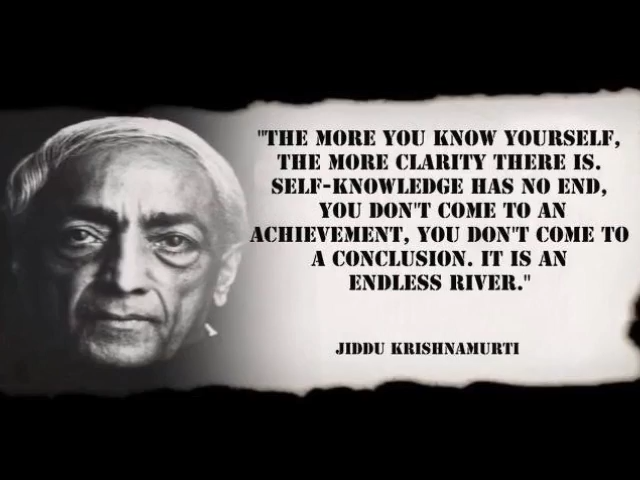 "THE MORE YOU KNOW YOURSELF,
THE MORE CLARITY THERE IS.
SELF-KNOWLEDGE HAS NO END,
YOU DON'T COME TO AN
ACHIEVEMENT, YOU DON'T COME TO
A CONCLUSION. IT IS AN
ENDLESS RIVER."
JIDDU KRISHNAMURTI